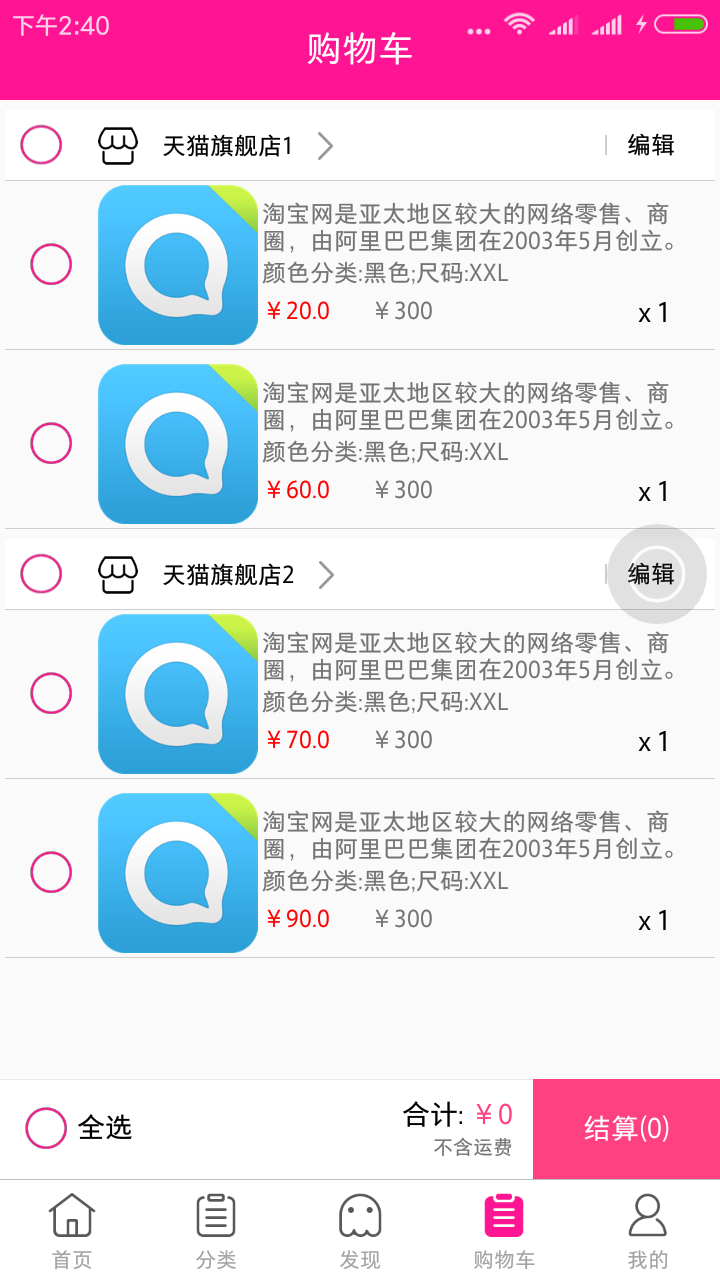 下午2:40
购物车
天猫旗舰店1
编辑
淘宝网是亚太地区较大的网络零售、商
圈，由阿里巴巴集团在2003年5月创立。
颜色分类:黑色;尺码:XXL
￥20.0 ￥300 x 1
淘宝网是亚太地区较大的网络零售、商
圈，由阿里巴巴集团在2003年5月创立。
颜色分类:黑色;尺码:XXL
￥60.0 ￥300 x 1
天猫旗舰店2
编辑
淘宝网是亚太地区较大的网络零售、商
圈，由阿里巴巴集团在2003年5月创立。
颜色分类:黑色;尺码:XXL
￥70.0 ￥300 x 1
淘宝网是亚太地区较大的网络零售、商
圈，由阿里巴巴集团在2003年5月创立。
颜色分类:黑色;尺码:XXL
￥90.0 ￥300 x 1
全选
合计: ￥0
不含运费
结算(0)
首页 分类 发现 购物车 我的